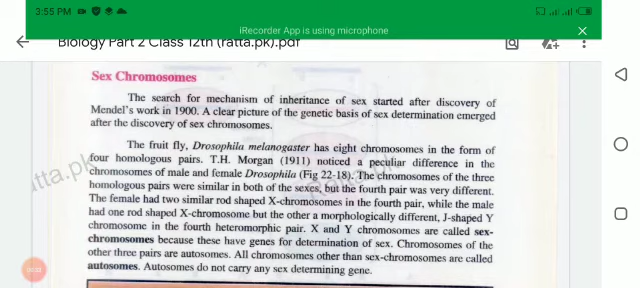 3:55 PM
iRecorder App is using microphone
Biology Part 2 Class 12th (ratta.pk).pdf
Sex Chromosomes
The search for mechanism of inheritance of sex started after discovery of
Mendel's work in 1900. A clear picture of the genetic basis of sex determination emerged
after the discovery of sex chromosomes.
The fruit fly, Drosophila melanogaster has eight chromosomes in the form of
four homologous pairs. T.H. Morgan (1911) noticed a peculiar difference in the
chromosomes of male and female Drosophila (Fig 22-18). The chromosomes of the three
homologous pairs were similar in both of the sexes, but the fourth pair was very different.
The female had two similar rod shaped X-chromosomes in the fourth pair, while the male
had one rod shaped X-chromosome but the other a morphologically different, J-shaped Y
chromosome in the fourth heteromorphic pair. X and Y chromosomes are called sex-
chromosomes because these have genes for determination of sex. Chromosomes of the
other three pairs are autosomes. All chromosomes other than sex-chromosomes are called
autosomes. Autosomes do not carry any sex determining gene.